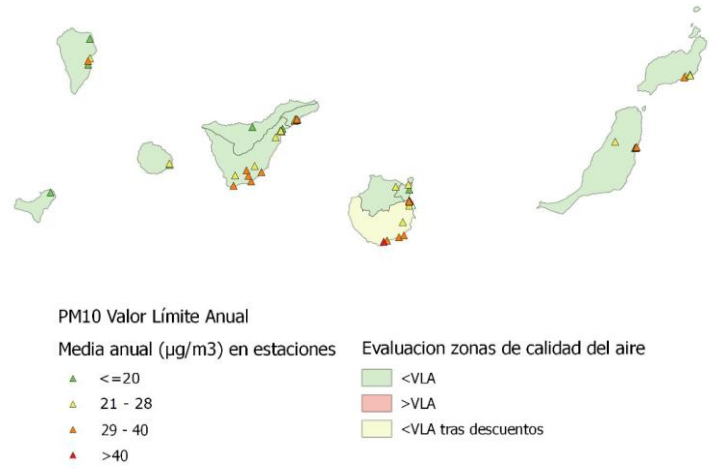 PM10 Valor Límite Anual
Media anual (µg/m3) en estaciones
<=20
21 - 28
29 - 40
>40
Evaluacion zonas de calidad del aire
<VLA
>VLA
<VLA tras descuentos